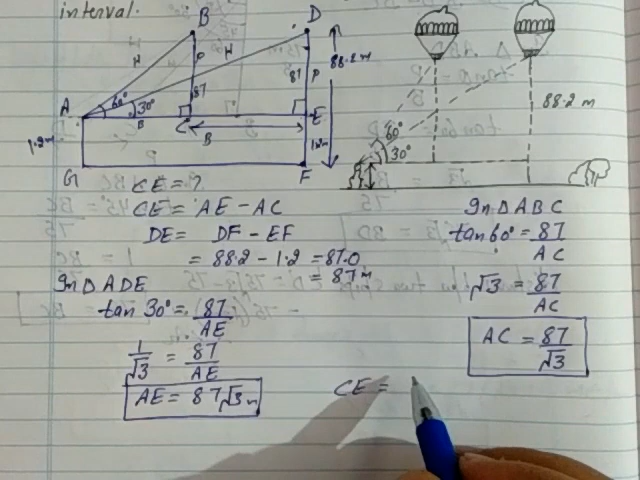 interval.
B
D
H
H
P
87
87
P
88.2 m
A
60°
30°
B
C
B
E
1.2m
1.2m
G
F
60°
30°
88.2 m
CE = ?
CE = AE - AC
DE = DF - EF
= 88.2 - 1.2 = 87.0
= 87 m
In Δ ADE
tan 30° = 87/AE
1/√3 = 87/AE
AE = 87√3 m
In Δ ABC
tan 60° = 87/AC
√3 = 87/AC
AC = 87/√3
CE =